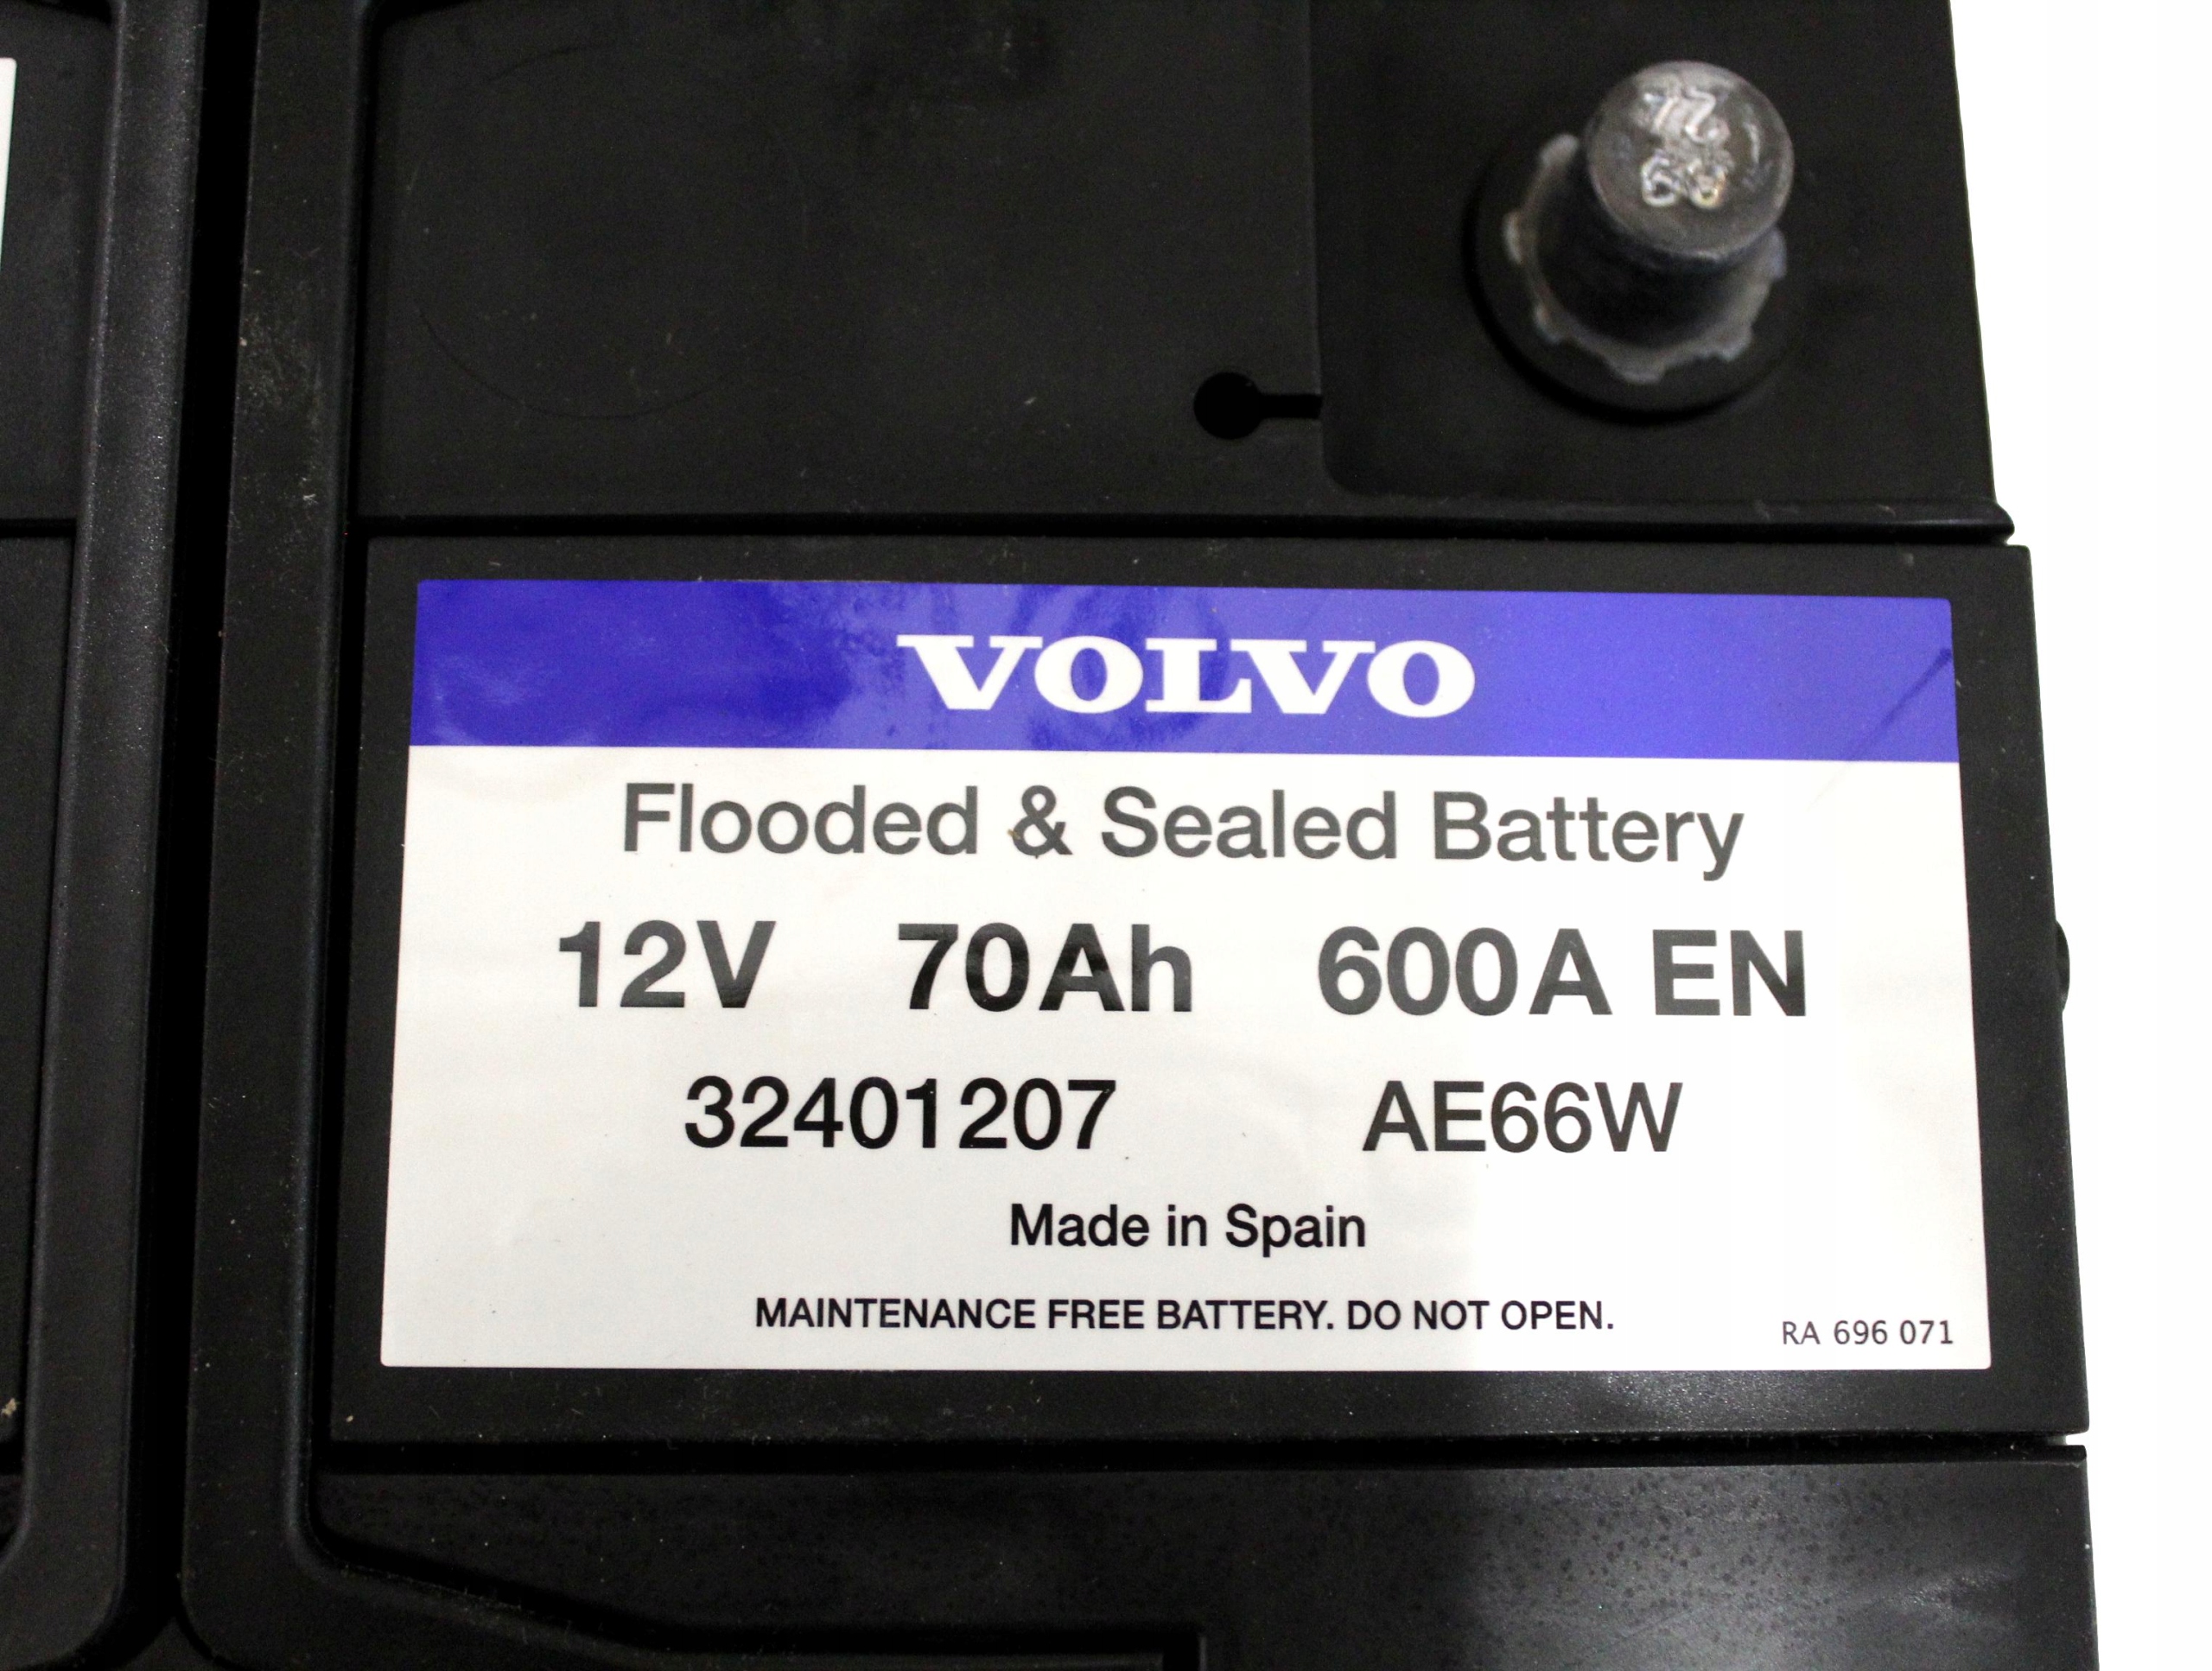 VOLVO
Flooded & Sealed Battery
12V 70Ah 600A EN
32401207 AE66W
Made in Spain
MAINTENANCE FREE BATTERY. DO NOT OPEN.
RA 696 071